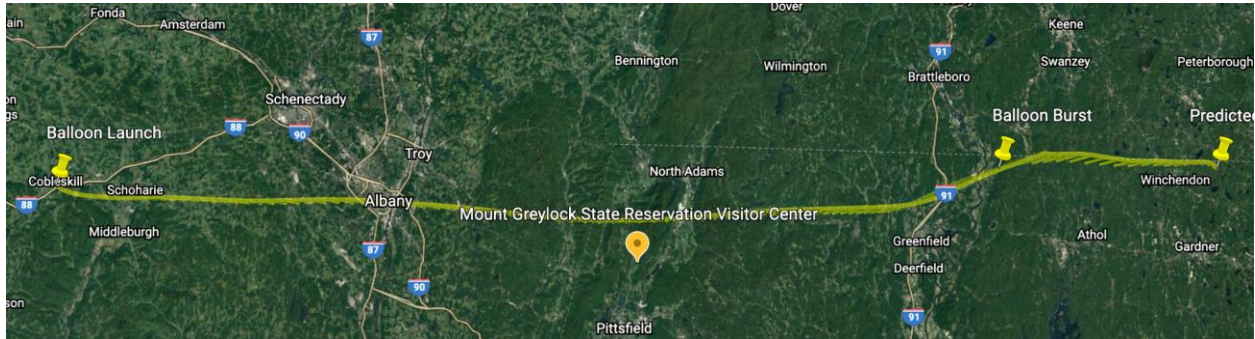 Fonda
Dover
Amsterdam
87
91
Keene
Swanzey
Peterborough
Bennington
Wilmington
Brattleboro
Schenectady
Balloon Launch
88
90
Troy
Balloon Burst
Predicted
Cobleskill
Schoharie
North Adams
Winchendon
88
Albany
91
Mount Greylock State Reservation Visitor Center
Middleburgh
87
Greenfield
Athol
Gardner
90
Deerfield
91
Pittsfield